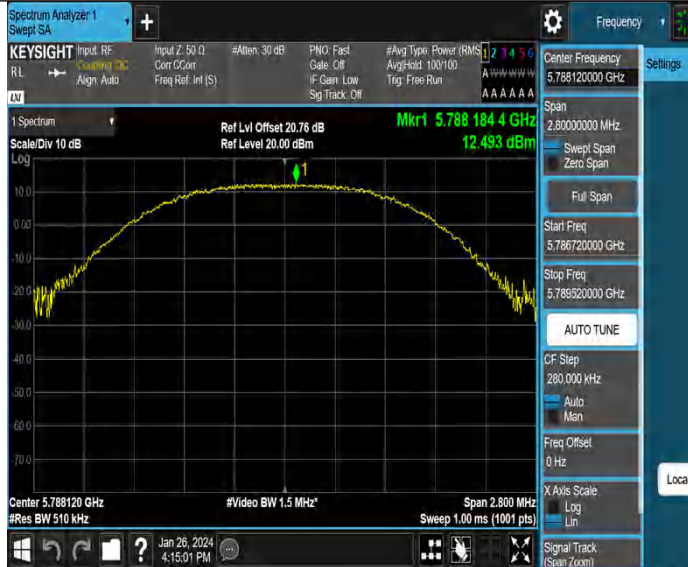 Spectrum Analyzer 1
Swept SA
Frequency
KEYSIGHT
Input: RF
Input Z: 50 Ω
#Atten: 30 dB
PNO: Fast
#Avg Type: Power (RMS
1 2 3 4 5 6
RL
Coupling: DC
Corr CCorr
Gate: Off
Avg|Hold: 100/100
Align: Auto
Freq Ref: Int (S)
IF Gain: Low
Trig: Free Run
Sig Track: Off
A W W W W W
A A A A A A
LXI
Center Frequency
5.788120000 GHz
Settings
1 Spectrum
Ref Lvl Offset 20.76 dB
Mkr1 5.788 184 4 GHz
Scale/Div 10 dB
Ref Level 20.00 dBm
12.493 dBm
Log
1
10.0
0.00
-10.0
-20.0
-30.0
-40.0
-50.0
-60.0
-70.0
Span
2.80000000 MHz
Swept Span
Zero Span
Full Span
Start Freq
5.786720000 GHz
Stop Freq
5.789520000 GHz
AUTO TUNE
CF Step
280.000 kHz
Auto
Man
Freq Offset
0 Hz
X Axis Scale
Log
Lin
Signal Track
(Span Zoom)
Loca
Center 5.788120 GHz
#Video BW 1.5 MHz*
Span 2.800 MHz
#Res BW 510 kHz
Sweep 1.00 ms (1001 pts)
?
Jan 26, 2024
4:15:01 PM